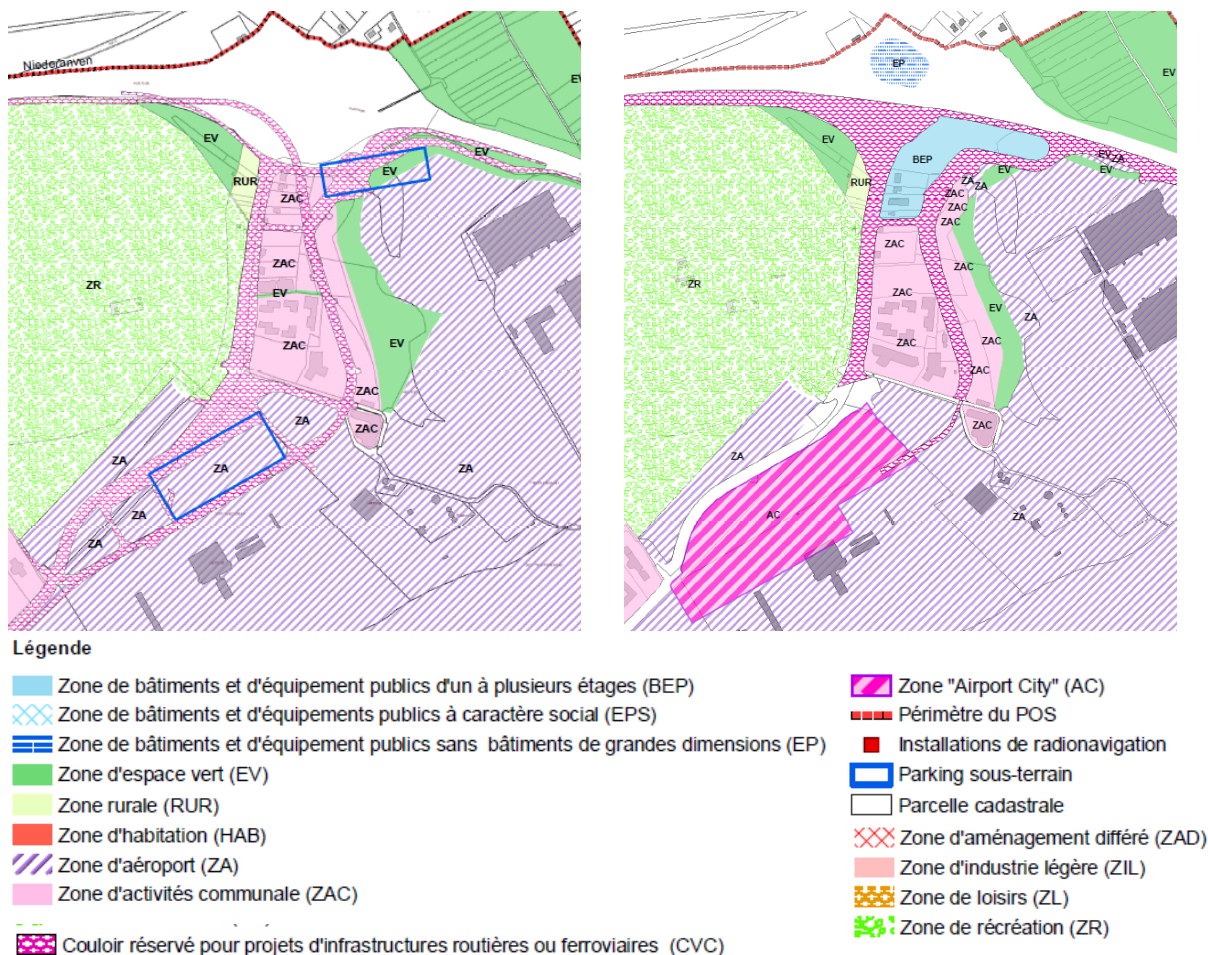 Niederanven
EV
EV
RUR
EV
EV
ZAC
ZAC
ZR
EV
ZAC
EV
ZAC
ZA
ZAC
ZA
ZA
ZA
ZA
ZA
EP
EV
EV
BEP
EV
ZA
EV
EV
RUR
ZA
ZA
ZAC
ZAC
ZAC
ZAC
ZAC
ZR
ZAC
EV
ZA
ZAC
ZAC
ZAC
ZAC
ZA
AC
ZA
Légende
Zone de bâtiments et d'équipement publics d'un à plusieurs étages (BEP)
Zone de bâtiments et d'équipements publics à caractère social (EPS)
Zone de bâtiments et d'équipement publics sans bâtiments de grandes dimensions (EP)
Zone d'espace vert (EV)
Zone rurale (RUR)
Zone d'habitation (HAB)
Zone d'aéroport (ZA)
Zone d'activités communale (ZAC)
Couloir réservé pour projets d'infrastructures routières ou ferroviaires (CVC)
Zone "Airport City" (AC)
Périmètre du POS
Installations de radionavigation
Parking sous-terrain
Parcelle cadastrale
Zone d'aménagement différé (ZAD)
Zone d'industrie légère (ZIL)
Zone de loisirs (ZL)
Zone de récréation (ZR)